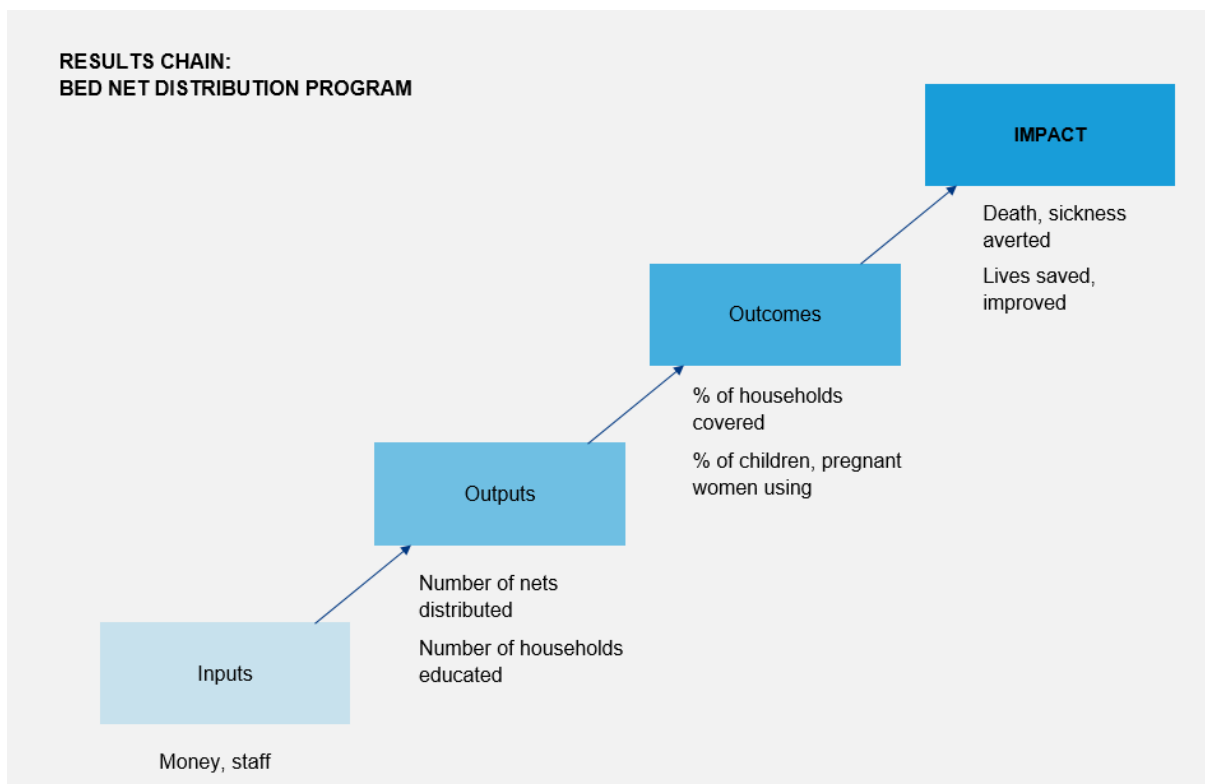 RESULTS CHAIN:
BED NET DISTRIBUTION PROGRAM
IMPACT
Death, sickness
averted
Lives saved,
improved
Outcomes
% of households
covered
% of children, pregnant
women using
Outputs
Number of nets
distributed
Number of households
educated
Inputs
Money, staff